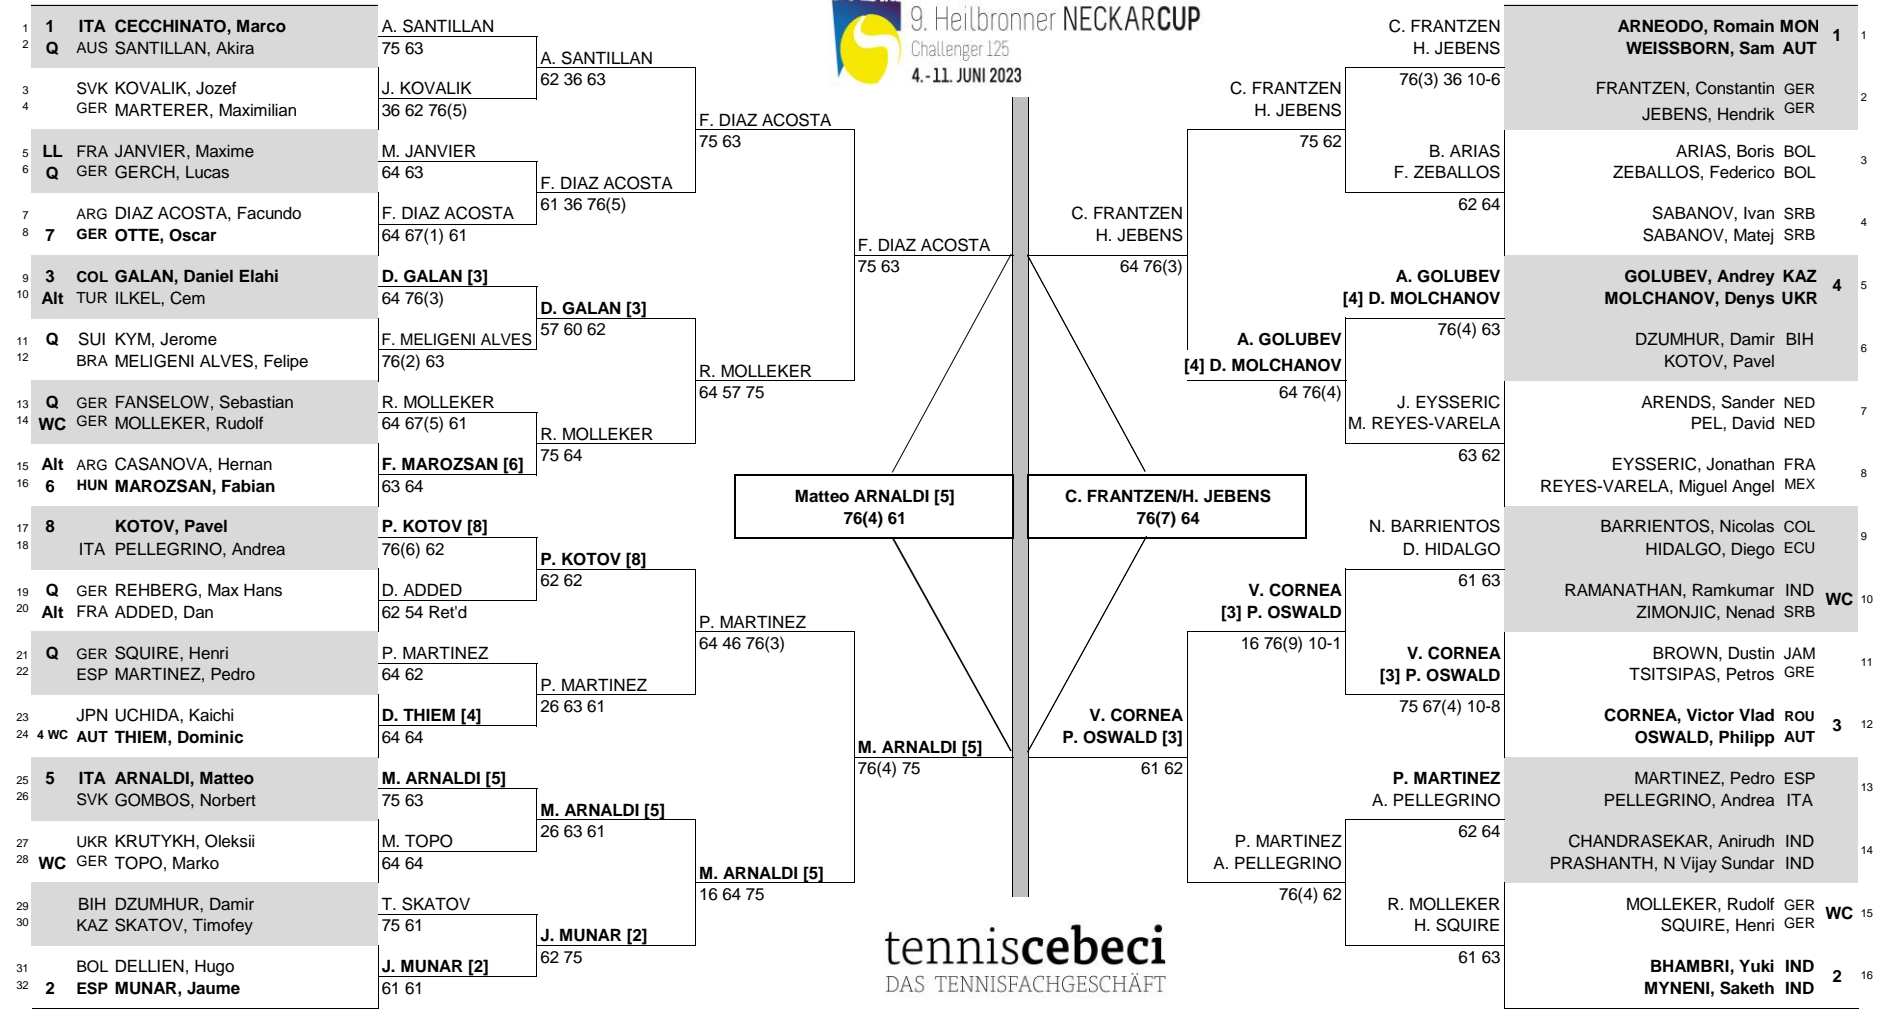 9. Heilbronner NECKARCUP
Challenger 125
4.-11. JUNI 2023
1 1 ITA CECCHINATO, Marco
2 Q AUS SANTILLAN, Akira
3 SVK KOVALIK, Jozef
4 GER MARTERER, Maximilian
5 LL FRA JANVIER, Maxime
6 Q GER GERCH, Lucas
7 ARG DIAZ ACOSTA, Facundo
8 7 GER OTTE, Oscar
9 3 COL GALAN, Daniel Elahi
10 Alt TUR ILKEL, Cem
11 Q SUI KYM, Jerome
12 BRA MELIGENI ALVES, Felipe
13 Q GER FANSELOW, Sebastian
14 WC GER MOLLEKER, Rudolf
15 Alt ARG CASANOVA, Hernan
16 6 HUN MAROZSAN, Fabian
17 8 KOTOV, Pavel
18 ITA PELLEGRINO, Andrea
19 Q GER REHBERG, Max Hans
20 Alt FRA ADDED, Dan
21 Q GER SQUIRE, Henri
22 ESP MARTINEZ, Pedro
23 JPN UCHIDA, Kaichi
24 4 WC AUT THIEM, Dominic
25 5 ITA ARNALDI, Matteo
26 SVK GOMBOS, Norbert
27 UKR KRUTYKH, Oleksii
28 WC GER TOPO, Marko
29 BIH DZUMHUR, Damir
30 KAZ SKATOV, Timofey
31 BOL DELLIEN, Hugo
32 2 ESP MUNAR, Jaume
A. SANTILLAN
75 63
J. KOVALIK
36 62 76(5)
M. JANVIER
64 63
F. DIAZ ACOSTA
64 67(1) 61
D. GALAN [3]
64 76(3)
F. MELIGENI ALVES
76(2) 63
R. MOLLEKER
64 67(5) 61
F. MAROZSAN [6]
63 64
P. KOTOV [8]
76(6) 62
D. ADDED
62 54 Ret'd
P. MARTINEZ
64 62
D. THIEM [4]
64 64
M. ARNALDI [5]
75 63
M. TOPO
64 64
T. SKATOV
75 61
J. MUNAR [2]
61 61
A. SANTILLAN
62 36 63
F. DIAZ ACOSTA
61 36 76(5)
D. GALAN [3]
57 60 62
R. MOLLEKER
75 64
P. KOTOV [8]
62 62
P. MARTINEZ
26 63 61
M. ARNALDI [5]
26 63 61
J. MUNAR [2]
62 75
F. DIAZ ACOSTA
75 63
R. MOLLEKER
64 57 75
P. MARTINEZ
64 46 76(3)
M. ARNALDI [5]
16 64 75
F. DIAZ ACOSTA
75 63
M. ARNALDI [5]
76(4) 75
Matteo ARNALDI [5]
76(4) 61
C. FRANTZEN/H. JEBENS
76(7) 64
C. FRANTZEN
H. JEBENS
64 76(3)
V. CORNEA
P. OSWALD [3]
61 62
C. FRANTZEN
H. JEBENS
75 62
A. GOLUBEV
[4] D. MOLCHANOV
64 76(4)
V. CORNEA
[3] P. OSWALD
16 76(9) 10-1
P. MARTINEZ
A. PELLEGRINO
76(4) 62
C. FRANTZEN
H. JEBENS
76(3) 36 10-6
B. ARIAS
F. ZEBALLOS
62 64
A. GOLUBEV
[4] D. MOLCHANOV
76(4) 63
J. EYSSERIC
M. REYES-VARELA
63 62
N. BARRIENTOS
D. HIDALGO
61 63
V. CORNEA
[3] P. OSWALD
75 67(4) 10-8
P. MARTINEZ
A. PELLEGRINO
62 64
R. MOLLEKER
H. SQUIRE
61 63
ARNEODO, Romain MON 1 1
WEISSBORN, Sam AUT
FRANTZEN, Constantin GER 2
JEBENS, Hendrik GER
ARIAS, Boris BOL 3
ZEBALLOS, Federico BOL
SABANOV, Ivan SRB 4
SABANOV, Matej SRB
GOLUBEV, Andrey KAZ 4 5
MOLCHANOV, Denys UKR
DZUMHUR, Damir BIH 6
KOTOV, Pavel
ARENDS, Sander NED 7
PEL, David NED
EYSSERIC, Jonathan FRA 8
REYES-VARELA, Miguel Angel MEX
BARRIENTOS, Nicolas COL 9
HIDALGO, Diego ECU
RAMANATHAN, Ramkumar IND WC 10
ZIMONJIC, Nenad SRB
BROWN, Dustin JAM 11
TSITSIPAS, Petros GRE
CORNEA, Victor Vlad ROU 3 12
OSWALD, Philipp AUT
MARTINEZ, Pedro ESP 13
PELLEGRINO, Andrea ITA
CHANDRASEKAR, Anirudh IND 14
PRASHANTH, N Vijay Sundar IND
MOLLEKER, Rudolf GER WC 15
SQUIRE, Henri GER
BHAMBRI, Yuki IND 2 16
MYNENI, Saketh IND
tenniscebeci
DAS TENNISFACHGESCHÄFT